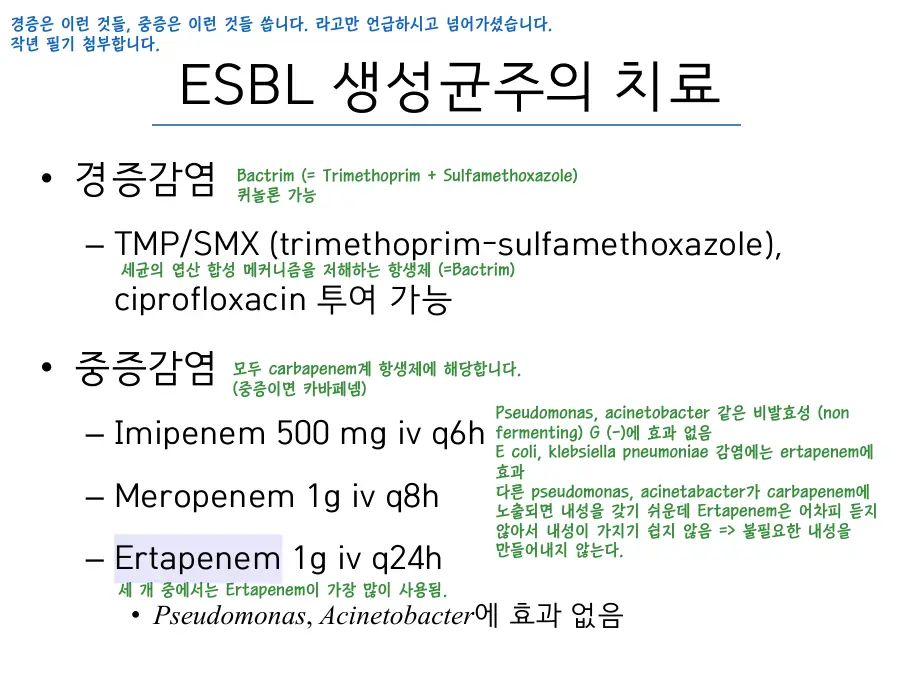 경증은 이런 것들, 중증은 이런 것들 씁니다. 라고만 언급하시고 넘어가셨습니다.
작년 필기 첨부합니다.
ESBL 생성균주의 치료
• 경증감염
Bactrim (= Trimethoprim + Sulfamethoxazole)
퀴놀론 가능
– TMP/SMX (trimethoprim-sulfamethoxazole),
세균의 엽산 합성 메커니즘을 저해하는 항생제 (=Bactrim)
ciprofloxacin 투여 가능
• 중증감염
모두 carbapenem계 항생제에 해당합니다.
(중증이면 카바페넴)
– Imipenem 500 mg iv q6h
Pseudomonas, acinetobacter 같은 비발효성 (non
fermenting) G (-)에 효과 없음
E coli, klebsiella pneumoniae 감염에는 ertapenem에
효과
다른 pseudomonas, acinetabacter가 carbapenem에
노출되면 내성을 갖기 쉬운데 Ertapenem은 어차피 듣지
않아서 내성이 가지기 쉽지 않음 => 불필요한 내성을
만들어내지 않는다.
– Meropenem 1g iv q8h
– Ertapenem 1g iv q24h
세 개 중에서는 Ertapenem이 가장 많이 사용됨.
• Pseudomonas, Acinetobacter에 효과 없음